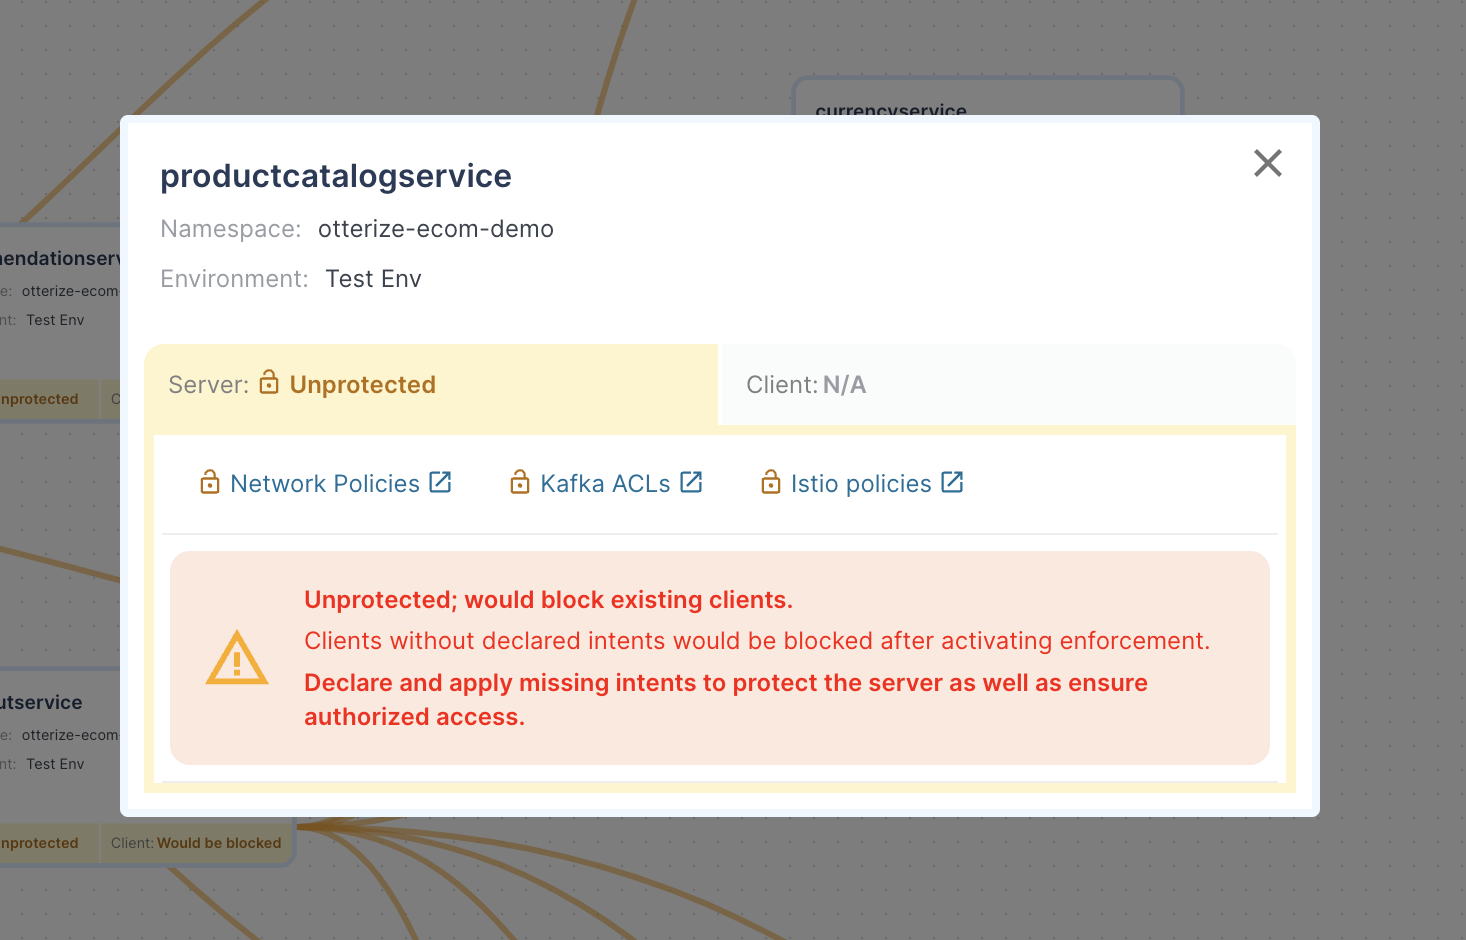 currencyservice
productcatalogservice
Namespace: otterize-ecom-demo
Environment: Test Env
endationserv
e: otterize-ecom-
nt: Test Env
nprotected
Server: Unprotected
Client: N/A
Network Policies
Kafka ACLs
Istio policies
Unprotected; would block existing clients.
Clients without declared intents would be blocked after activating enforcement.
Declare and apply missing intents to protect the server as well as ensure
authorized access.
utservice
e: otterize-ecom-
nt: Test Env
nprotected
Client: Would be blocked